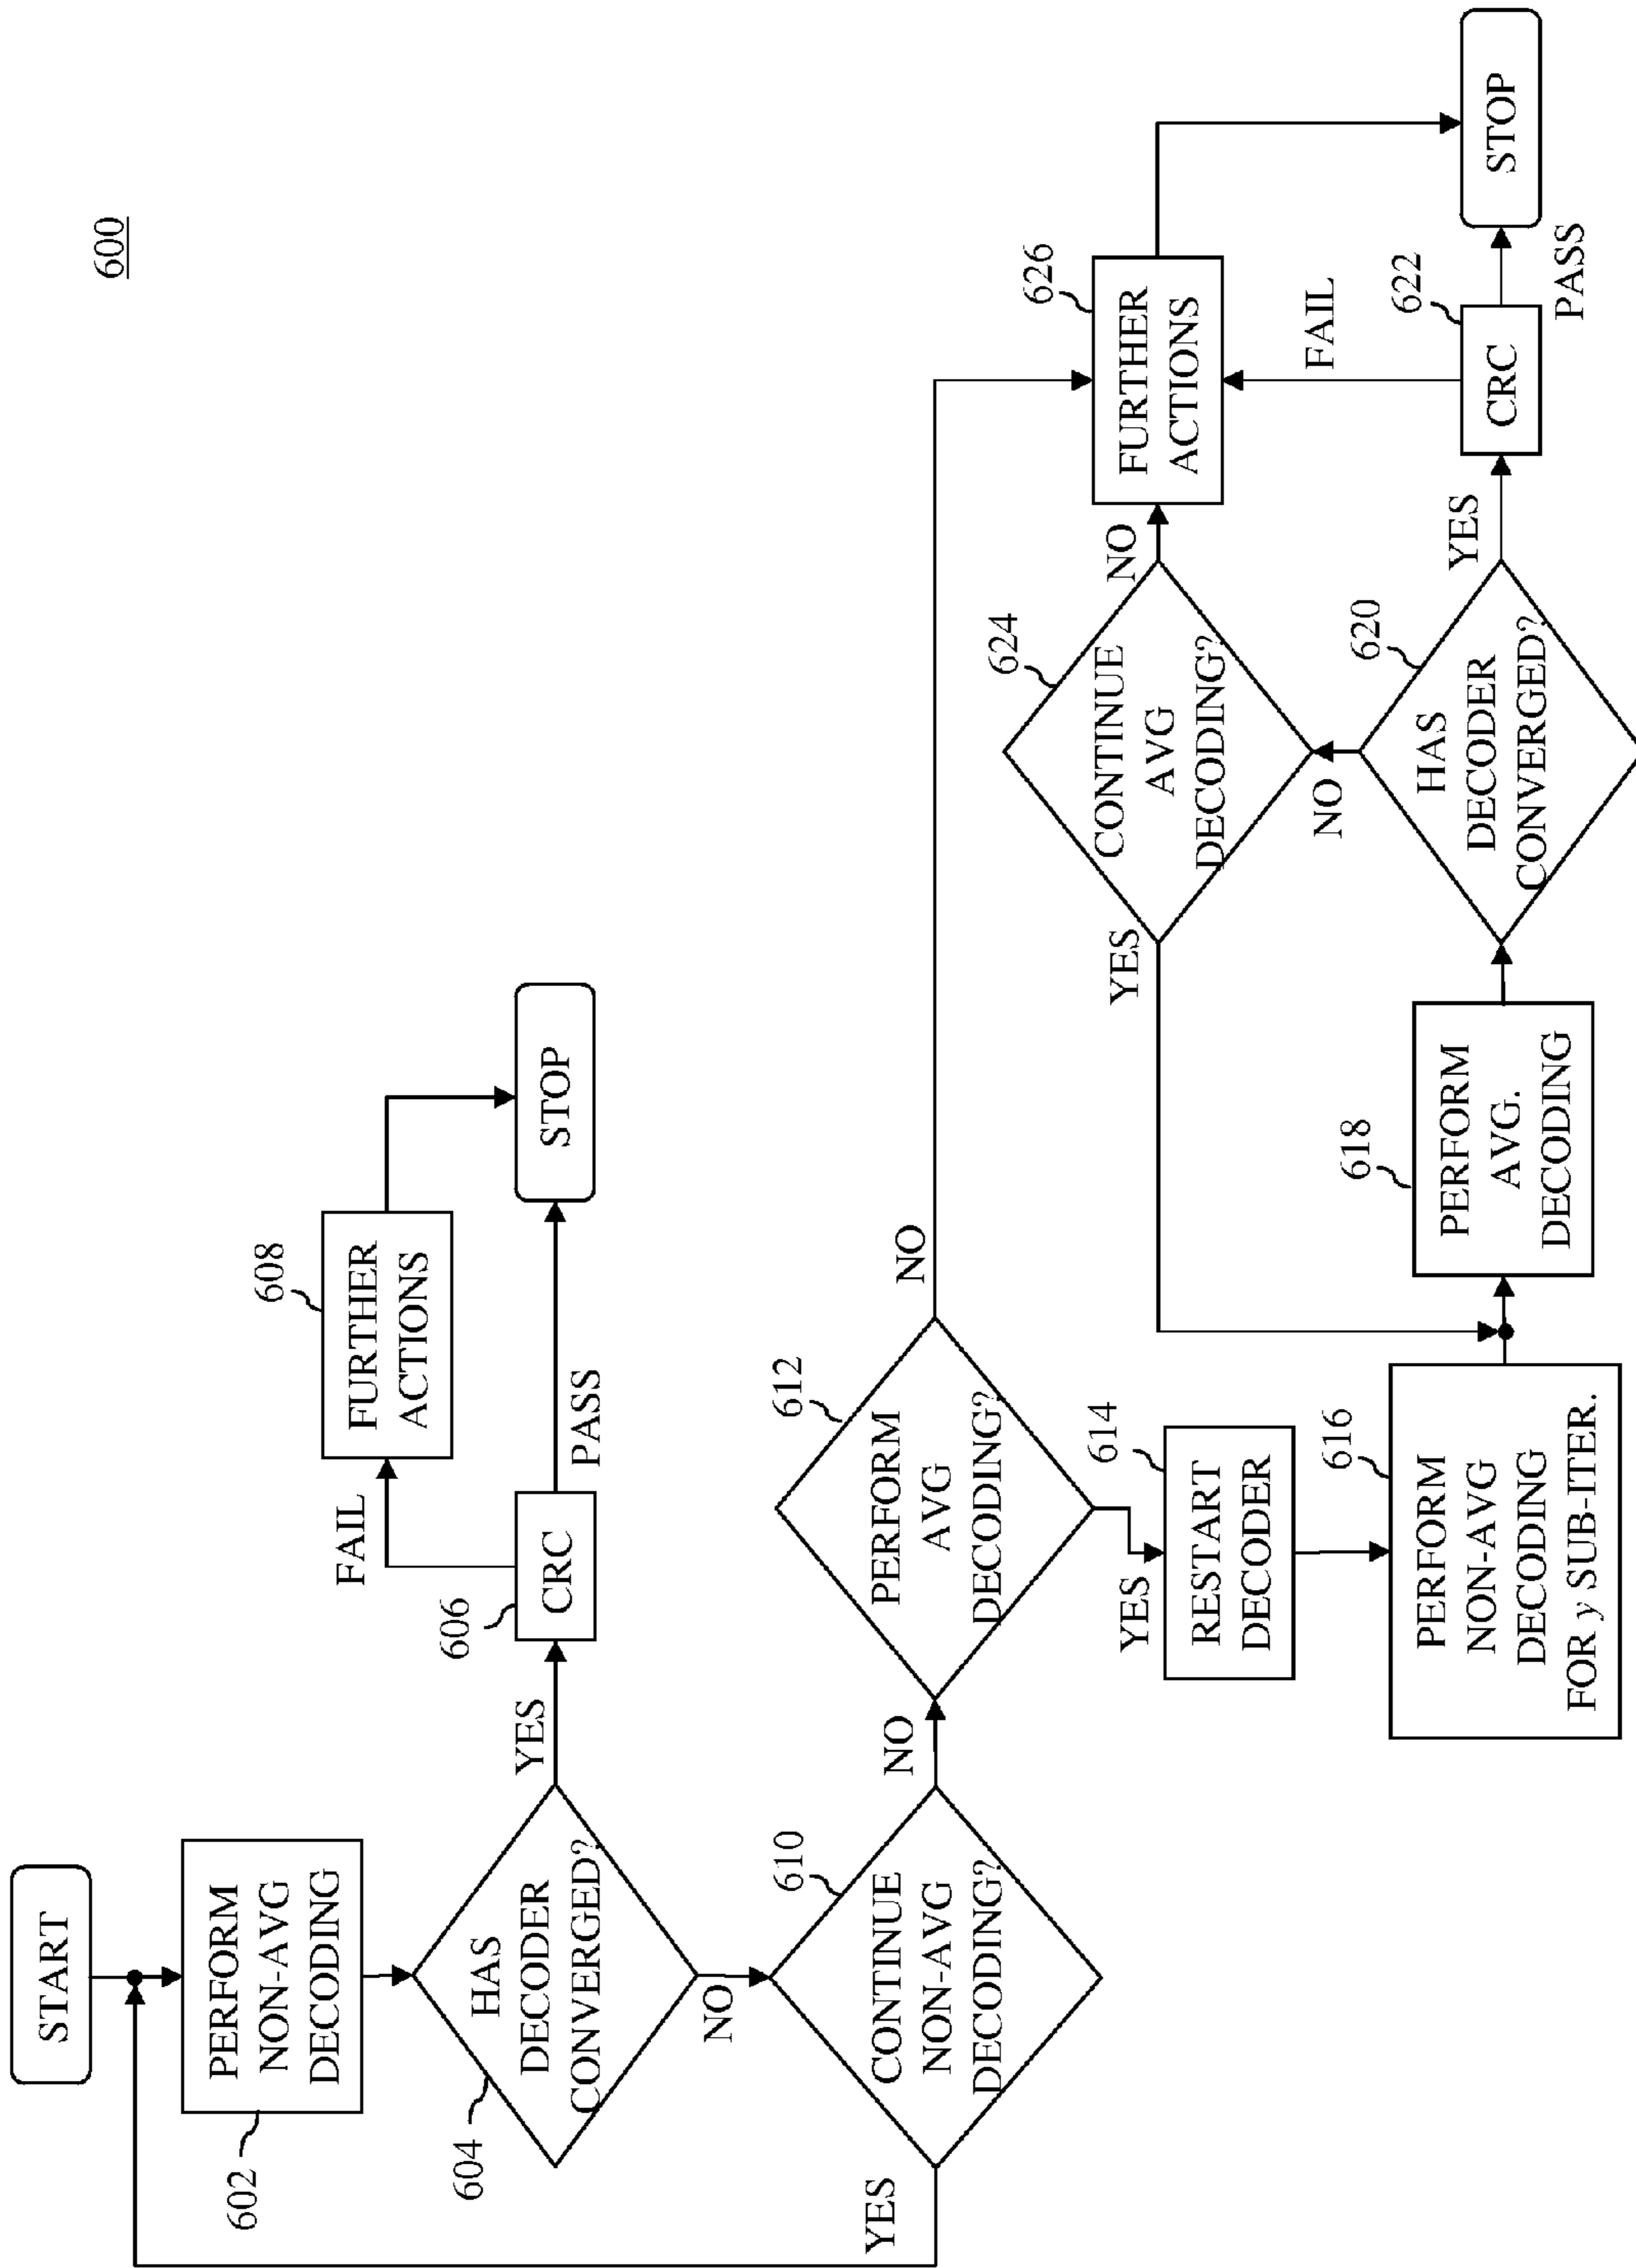 600
START
PERFORM
NON-AVG
DECODING
602
HAS
DECODER
CONVERGED?
604
YES
NO
CRC
606
FAIL
PASS
FURTHER
ACTIONS
608
STOP
CONTINUE
NON-AVG
DECODING?
610
YES
NO
PERFORM
AVG
DECODING?
612
NO
YES
RESTART
DECODER
614
PERFORM
NON-AVG
DECODING
FOR y SUB-ITER.
616
PERFORM
AVG.
DECODING
618
HAS
DECODER
CONVERGED?
620
NO
YES
CONTINUE
AVG
DECODING?
624
YES
NO
CRC
622
FAIL
PASS
FURTHER
ACTIONS
626
STOP